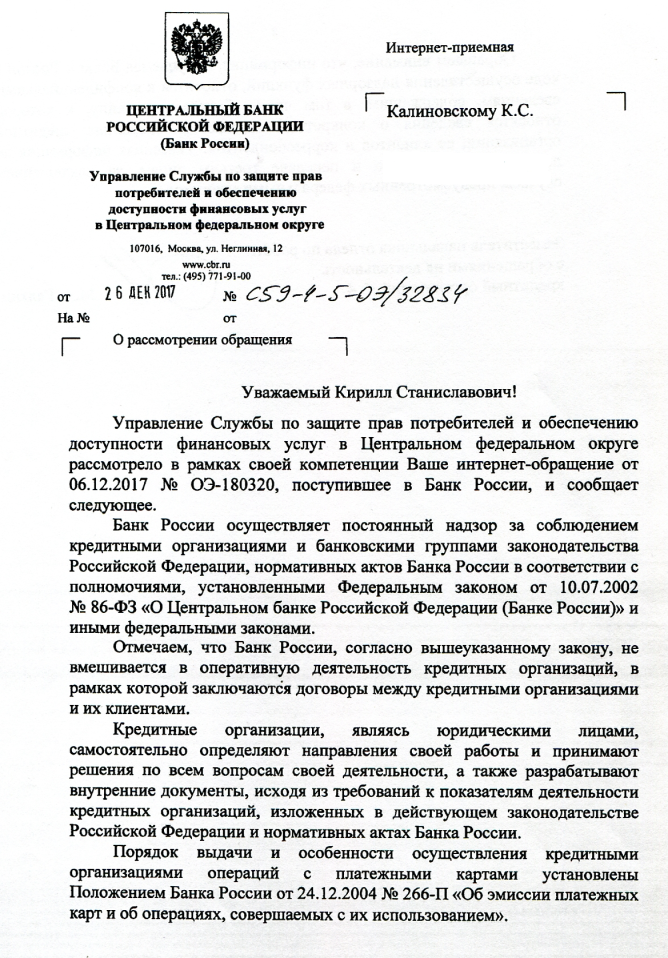 Интернет-приемная
Калиновскому К.С.
ЦЕНТРАЛЬНЫЙ БАНК
РОССИЙСКОЙ ФЕДЕРАЦИИ
(Банк России)
Управление Службы по защите прав
потребителей и обеспечению
доступности финансовых услуг
в Центральном федеральном округе
107016, Москва, ул. Неглинная, 12
www.cbr.ru
тел.: (495) 771-91-00
от 26 ДЕК 2017 № С59-4-5-ОЭ/32834
На № от
О рассмотрении обращения
Уважаемый Кирилл Станиславович!
Управление Службы по защите прав потребителей и обеспечению
доступности финансовых услуг в Центральном федеральном округе
рассмотрело в рамках своей компетенции Ваше интернет-обращение от
06.12.2017 № ОЭ-180320, поступившее в Банк России, и сообщает
следующее.
Банк России осуществляет постоянный надзор за соблюдением
кредитными организациями и банковскими группами законодательства
Российской Федерации, нормативных актов Банка России в соответствии с
полномочиями, установленными Федеральным законом от 10.07.2002
№ 86-ФЗ «О Центральном банке Российской Федерации (Банке России)» и
иными федеральными законами.
Отмечаем, что Банк России, согласно вышеуказанному закону, не
вмешивается в оперативную деятельность кредитных организаций, в
рамках которой заключаются договоры между кредитными организациями
и их клиентами.
Кредитные организации, являясь юридическими лицами,
самостоятельно определяют направления своей работы и принимают
решения по всем вопросам своей деятельности, а также разрабатывают
внутренние документы, исходя из требований к показателям деятельности
кредитных организаций, изложенных в действующем законодательстве
Российской Федерации и нормативных актах Банка России.
Порядок выдачи и особенности осуществления кредитными
организациями операций с платежными картами установлены
Положением Банка России от 24.12.2004 № 266-П «Об эмиссии платежных
карт и об операциях, совершаемых с их использованием».